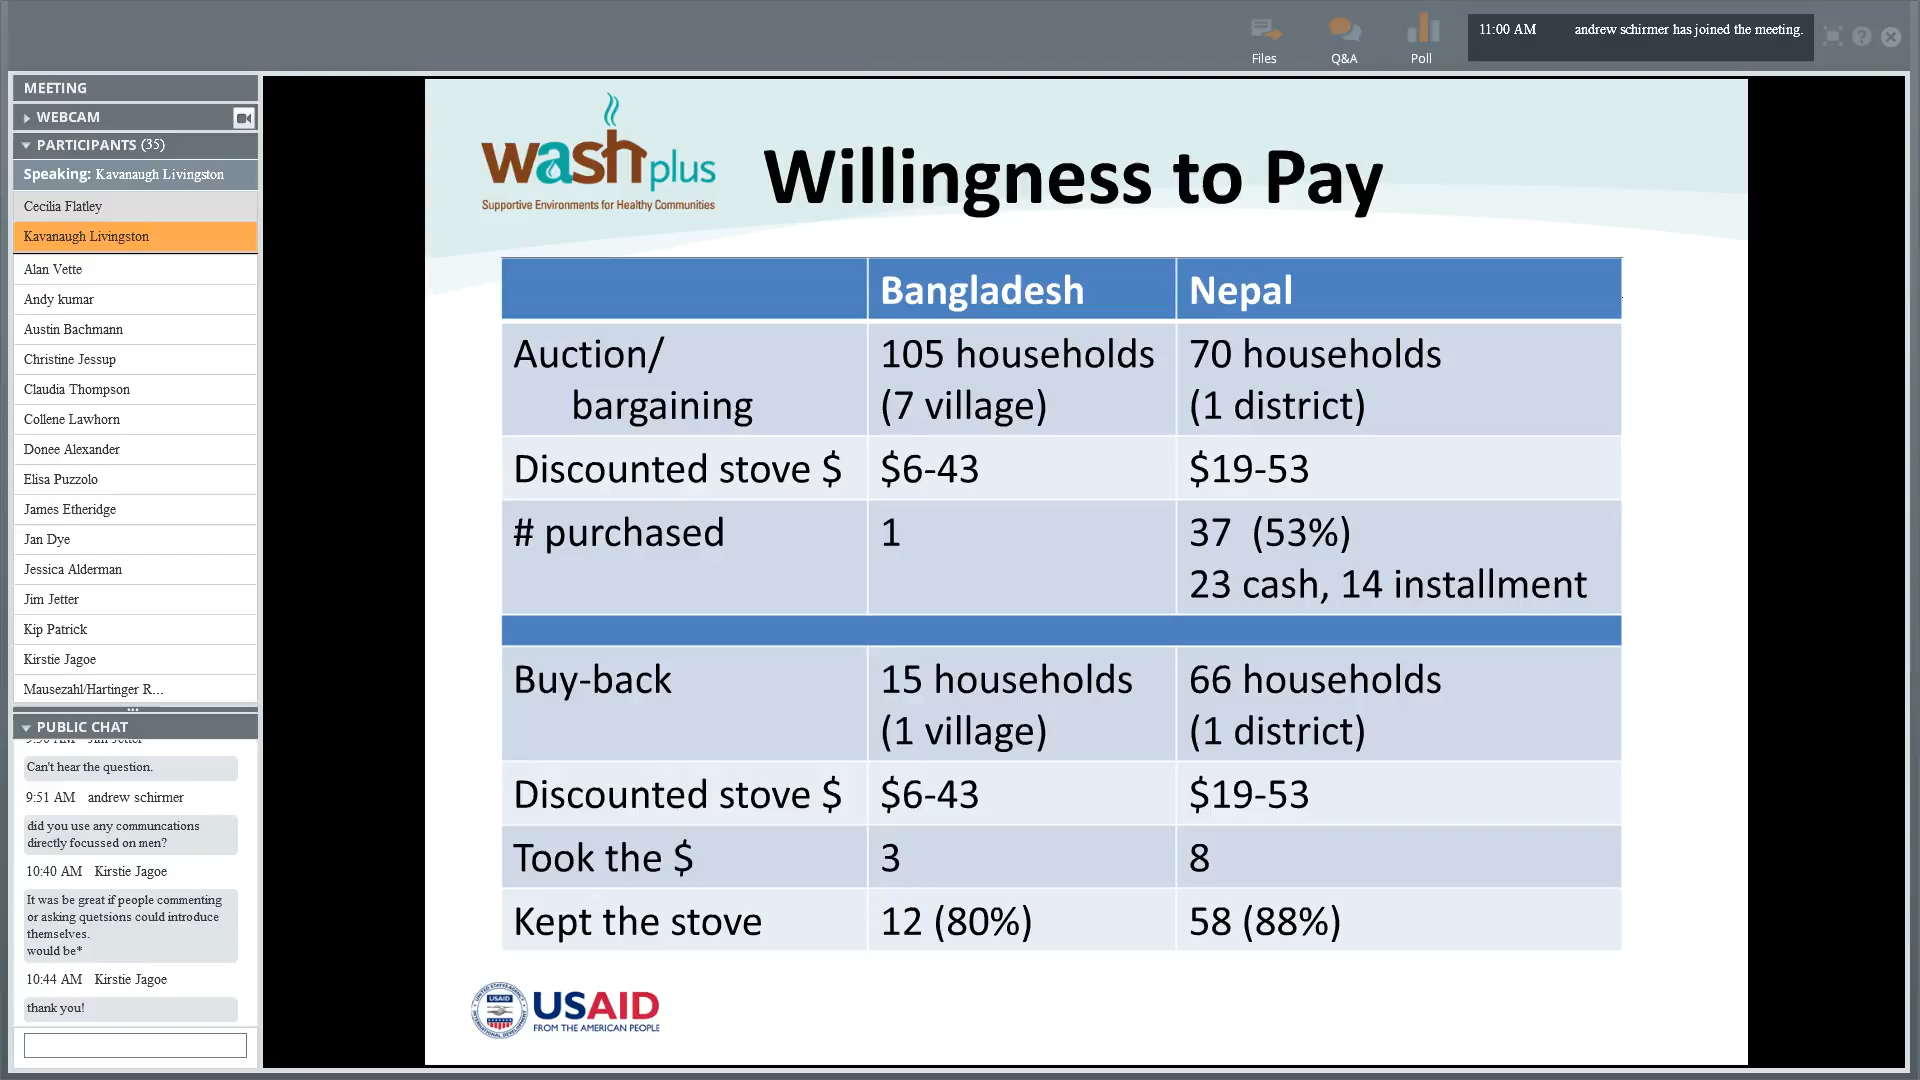 Files
Q&A
Poll
11:00 AM andrew schirmer has joined the meeting.
MEETING
WEBCAM
PARTICIPANTS (35)
Speaking: Kavanaugh Livingston
Cecilia Flatley
Kavanaugh Livingston
Alan Vette
Andy kumar
Austin Bachmann
Christine Jessup
Claudia Thompson
Collene Lawhorn
Donee Alexander
Elisa Puzzolo
James Etheridge
Jan Dye
Jessica Alderman
Jim Jetter
Kip Patrick
Kirstie Jagoe
Mausezahl/Hartinger R...
PUBLIC CHAT
Can't hear the question.
9:51 AM andrew schirmer
did you use any communcations
directly focussed on men?
10:40 AM Kirstie Jagoe
It was be great if people commenting
or asking quetsions could introduce
themselves.
would be*
10:44 AM Kirstie Jagoe
thank you!
wash plus
Supportive Environments for Healthy Communities
Willingness to Pay
Bangladesh Nepal
Auction/ 105 households 70 households
bargaining (7 village) (1 district)
Discounted stove $ $6-43 $19-53
# purchased 1 37 (53%)
23 cash, 14 installment
Buy-back 15 households 66 households
(1 village) (1 district)
Discounted stove $ $6-43 $19-53
Took the $ 3 8
Kept the stove 12 (80%) 58 (88%)
USAID
FROM THE AMERICAN PEOPLE